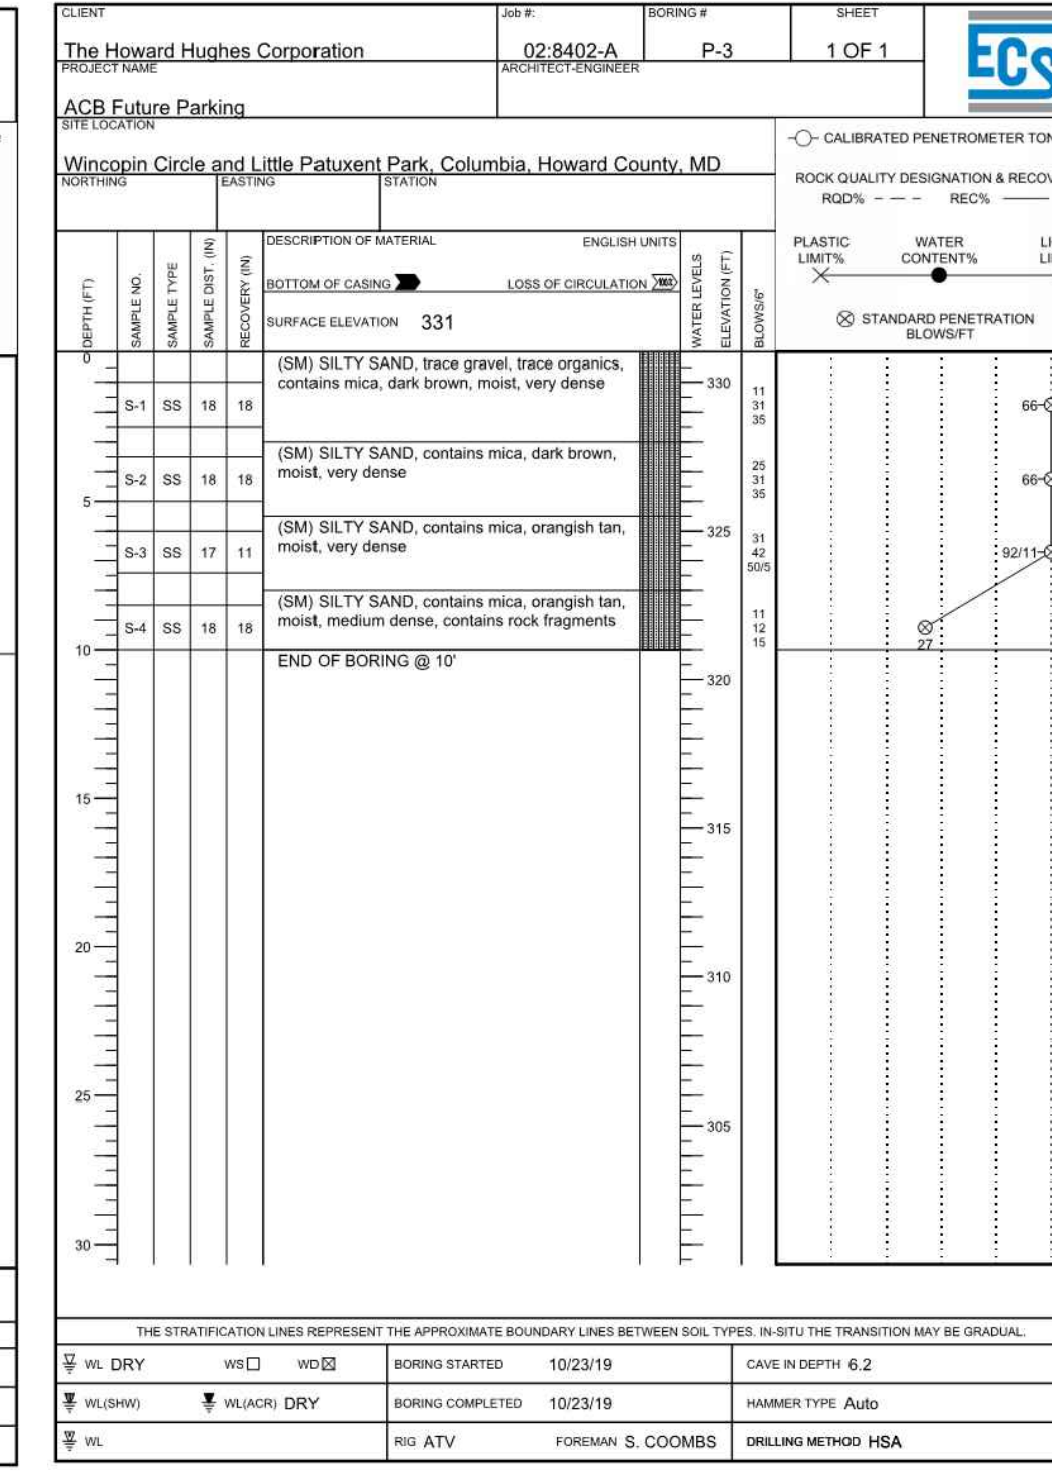 CLIENT
Job #:
BORING #
SHEET
The Howard Hughes Corporation
02:8402-A
P-3
1 OF 1
ECS
PROJECT NAME
ARCHITECT-ENGINEER
ACB Future Parking
SITE LOCATION
Wincopin Circle and Little Patuxent Park, Columbia, Howard County, MD
NORTHING
EASTING
STATION
CALIBRATED PENETROMETER TON
ROCK QUALITY DESIGNATION & RECOV
RQD% REC%
PLASTIC LIMIT%
WATER CONTENT%
LI
LI
STANDARD PENETRATION
BLOWS/FT
DEPTH (FT)
SAMPLE NO.
SAMPLE TYPE
SAMPLE DIST. (IN)
RECOVERY (IN)
DESCRIPTION OF MATERIAL
ENGLISH UNITS
BOTTOM OF CASING
LOSS OF CIRCULATION
SURFACE ELEVATION 331
WATER LEVELS
ELEVATION (FT)
BLOWS/6"
0
(SM) SILTY SAND, trace gravel, trace organics,
contains mica, dark brown, moist, very dense
330
S-1 SS 18 18
11
31
35
66
(SM) SILTY SAND, contains mica, dark brown,
moist, very dense
S-2 SS 18 18
25
31
35
66
5
(SM) SILTY SAND, contains mica, orangish tan,
moist, very dense
325
S-3 SS 17 11
31
42
50/5
92/11
(SM) SILTY SAND, contains mica, orangish tan,
moist, medium dense, contains rock fragments
S-4 SS 18 18
11
12
15
27
10
END OF BORING @ 10'
320
15
315
20
310
25
305
30
THE STRATIFICATION LINES REPRESENT THE APPROXIMATE BOUNDARY LINES BETWEEN SOIL TYPES. IN-SITU THE TRANSITION MAY BE GRADUAL.
WL DRY WS WD
BORING STARTED 10/23/19
CAVE IN DEPTH 6.2
WL(SHW) WL(ACR) DRY
BORING COMPLETED 10/23/19
HAMMER TYPE Auto
WL
RIG ATV FOREMAN S. COOMBS
DRILLING METHOD HSA